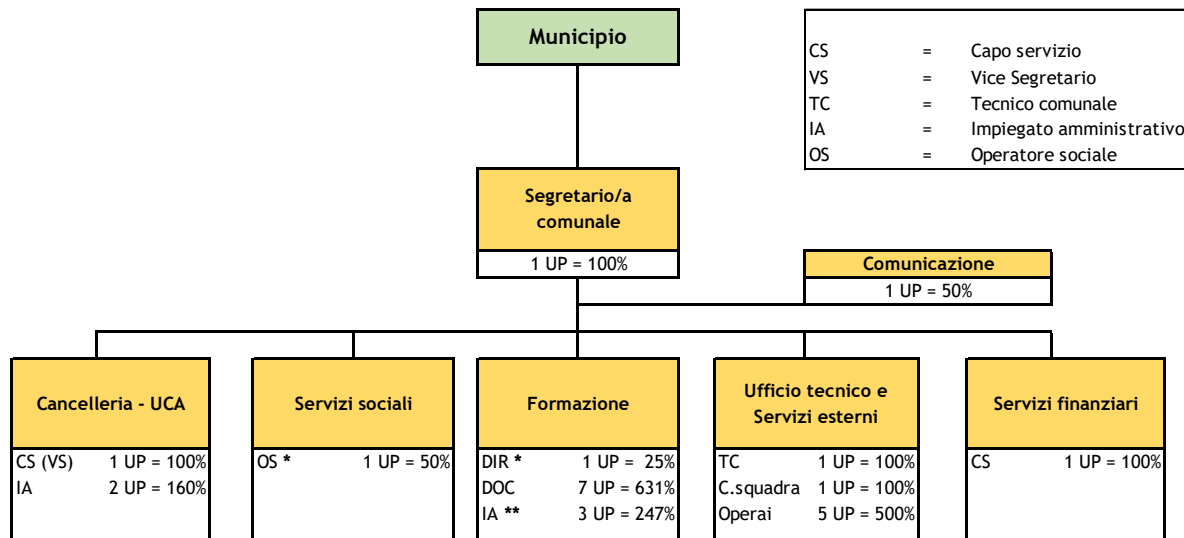 Municipio
CS = Capo servizio
VS = Vice Segretario
TC = Tecnico comunale
IA = Impiegato amministrativo
OS = Operatore sociale
Segretario/a
comunale
1 UP = 100%
Comunicazione
1 UP = 50%
Cancelleria - UCA
CS (VS) 1 UP = 100%
IA 2 UP = 160%
Servizi sociali
OS * 1 UP = 50%
Formazione
DIR * 1 UP = 25%
DOC 7 UP = 631%
IA ** 3 UP = 247%
Ufficio tecnico e
Servizi esterni
TC 1 UP = 100%
C.squadra 1 UP = 100%
Operai 5 UP = 500%
Servizi finanziari
CS 1 UP = 100%